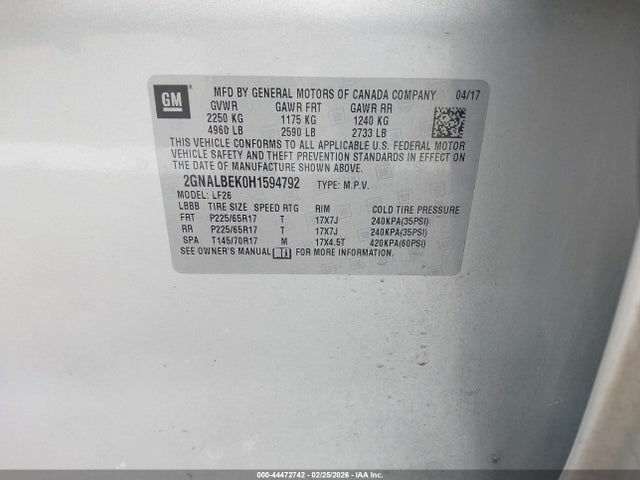 GM
MFD BY GENERAL MOTORS OF CANADA COMPANY 04/17
GVWR GAWR FRT GAWR RR
2250 KG 1175 KG 1240 KG
4960 LB 2590 LB 2733 LB
THIS VEHICLE CONFORMS TO ALL APPLICABLE U.S. FEDERAL MOTOR
VEHICLE SAFETY AND THEFT PREVENTION STANDARDS IN EFFECT ON THE
DATE OF MANUFACTURE SHOWN ABOVE.
2GNALBEK0H1594792 TYPE: M.P.V.
MODEL: LF26
LBBB TIRE SIZE SPEED RTG RIM COLD TIRE PRESSURE
FRT P225/65R17 T 17X7J 240KPA(35PSI)
RR P225/65R17 T 17X7J 240KPA(35PSI)
SPA T145/70R17 M 17X4.5T 420KPA(60PSI)
SEE OWNER'S MANUAL FOR MORE INFORMATION.
000-44472742 - 02/25/2026 - IAA Inc.